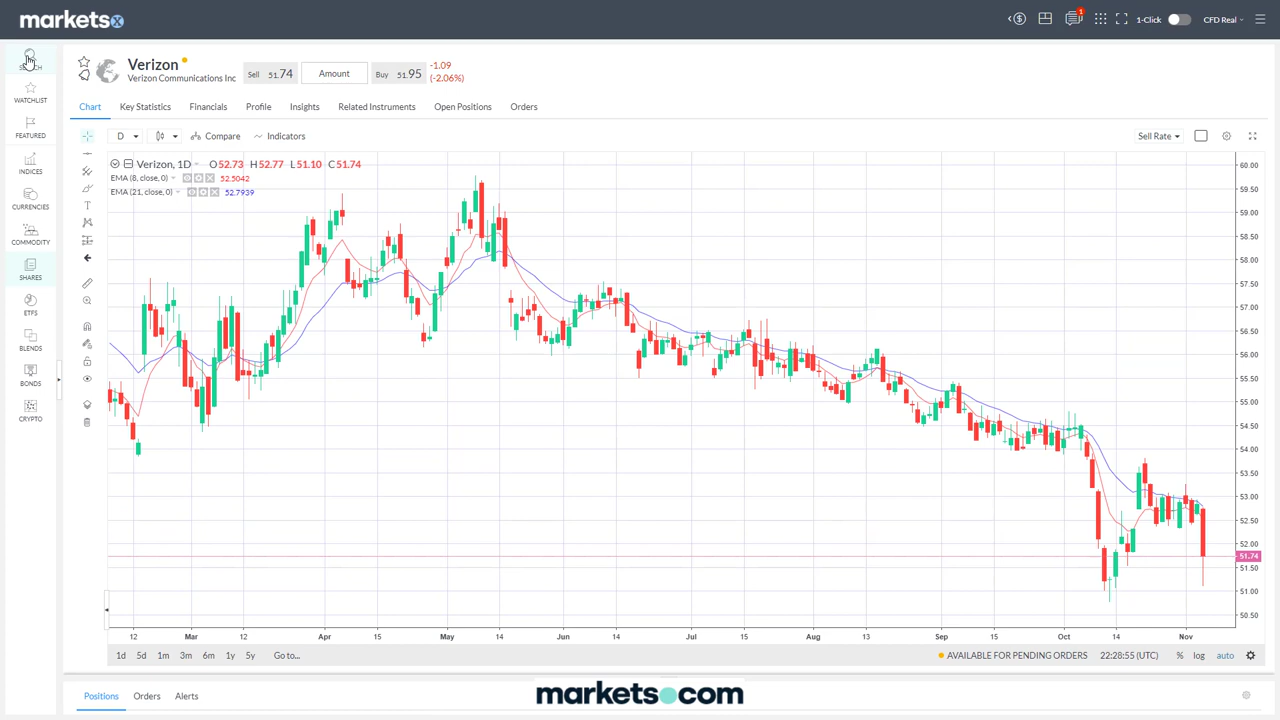 marketsx
1
1-Click
CFD Real
WATCHLIST
FEATURED
INDICES
CURRENCIES
COMMODITY
SHARES
ETFS
BLENDS
BONDS
CRYPTO
Verizon
Verizon Communications Inc
Sell 51.74
Amount
Buy 51.95
-1.09
(-2.06%)
Chart Key Statistics Financials Profile Insights Related Instruments Open Positions Orders
D Compare Indicators
Sell Rate
Verizon, 1D O52.73 H52.77 L51.10 C51.74
EMA (8, close, 0) 52.5042
EMA (21, close, 0) 52.7939
60.00
59.50
59.00
58.50
58.00
57.50
57.00
56.50
56.00
55.50
55.00
54.50
54.00
53.50
53.00
52.50
52.00
51.74
51.50
51.00
50.50
12 Mar 12 Apr 15 May 14 Jun 14 Jul 15 Aug 13 Sep 15 Oct 14 Nov
1d 5d 1m 3m 6m 1y 5y Go to...
AVAILABLE FOR PENDING ORDERS 22:28:55 (UTC) % log auto
Positions Orders Alerts
markets.com